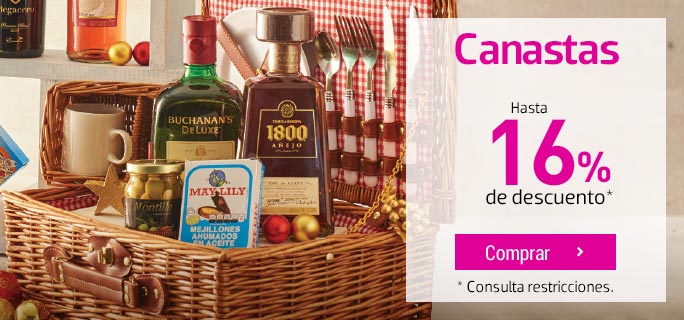 Canastas
Hasta
16%
de descuento*
Comprar >
* Consulta restricciones.
BUCHANAN'S
DELUXE
TEQUILA RESERVA
1800
AÑEJO
MAY LILY
MEJILLONES
AHUMADOS
EN ACEITE
Montilla